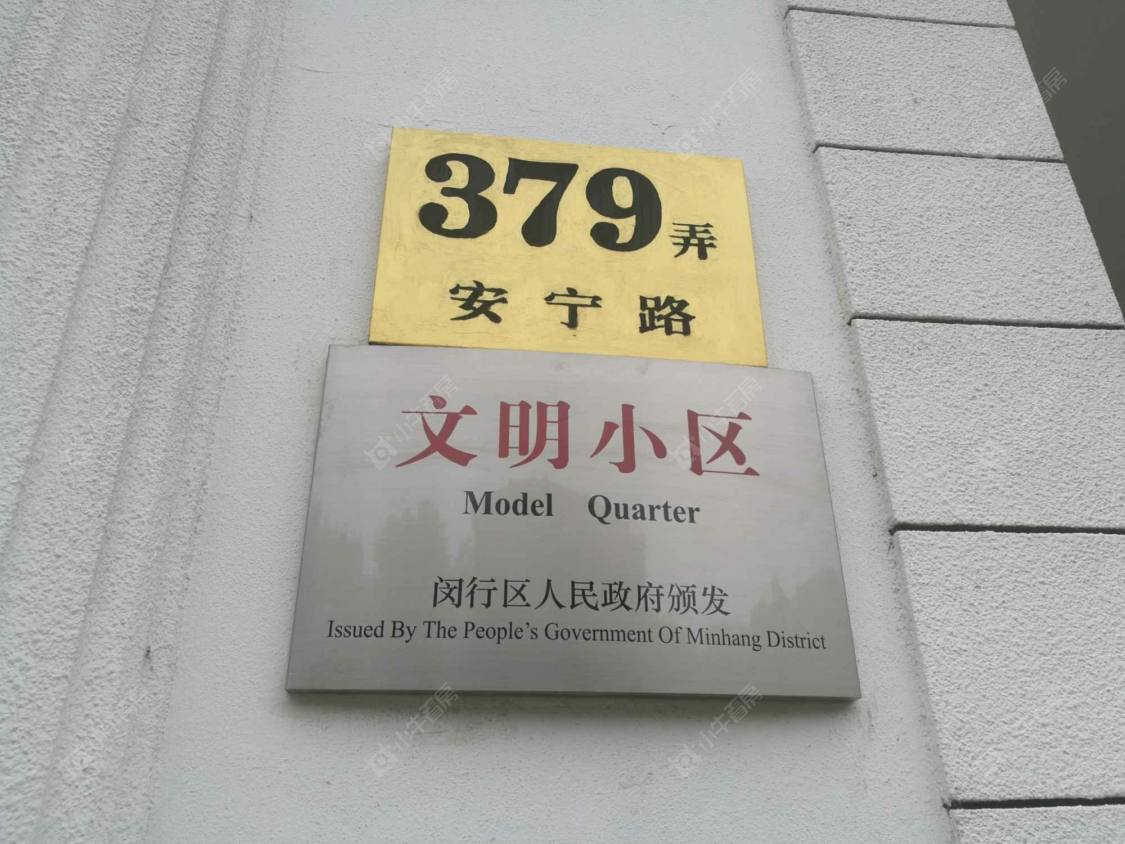 379弄
安宁路
文明小区
Model Quarter
闵行区人民政府颁发
Issued By The People's Government Of Minhang District